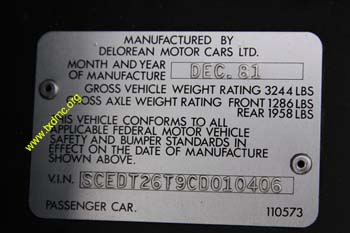 MANUFACTURED BY
DELOREAN MOTOR CARS LTD.
MONTH AND YEAR
OF MANUFACTURE DEC. 81
GROSS VEHICLE WEIGHT RATING 3244 LBS
OSS AXLE WEIGHT RATING FRONT 1286 LBS
REAR 1958 LBS
THIS VEHICLE CONFORMS TO ALL
APPLICABLE FEDERAL MOTOR VEHICLE
SAFETY AND BUMPER STANDARDS IN
EFFECT ON THE DATE OF MANUFACTURE
SHOWN ABOVE.
V.I.N. SCEDT26T9CD010406
PASSENGER CAR. 110573
www.txdmc.org